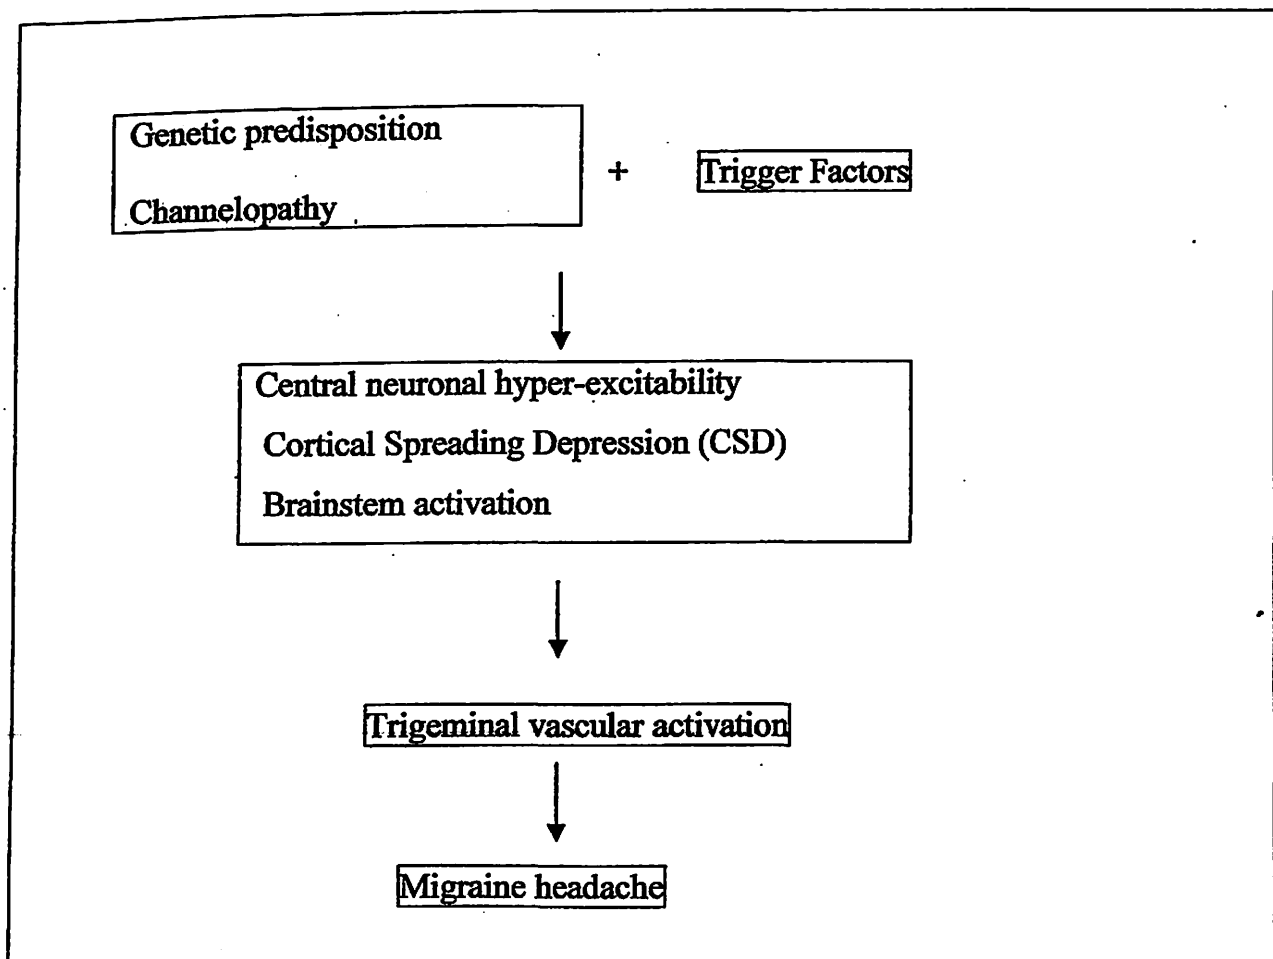 Genetic predisposition
Channelopathy
+
Trigger Factors
Central neuronal hyper-excitability
Cortical Spreading Depression (CSD)
Brainstem activation
Trigeminal vascular activation
Migraine headache